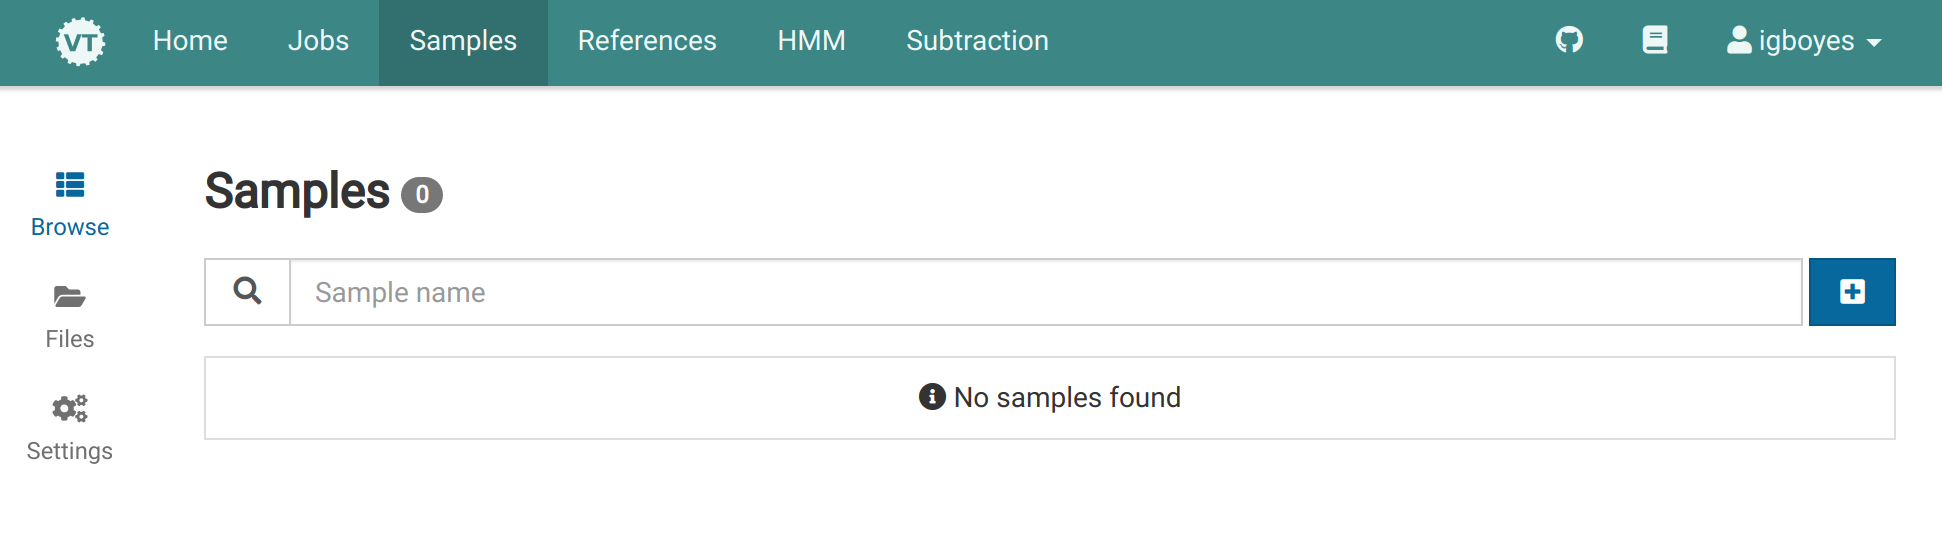 VT Home Jobs Samples References HMM Subtraction igboyes
Samples 0
Browse
Sample name
Files
No samples found
Settings